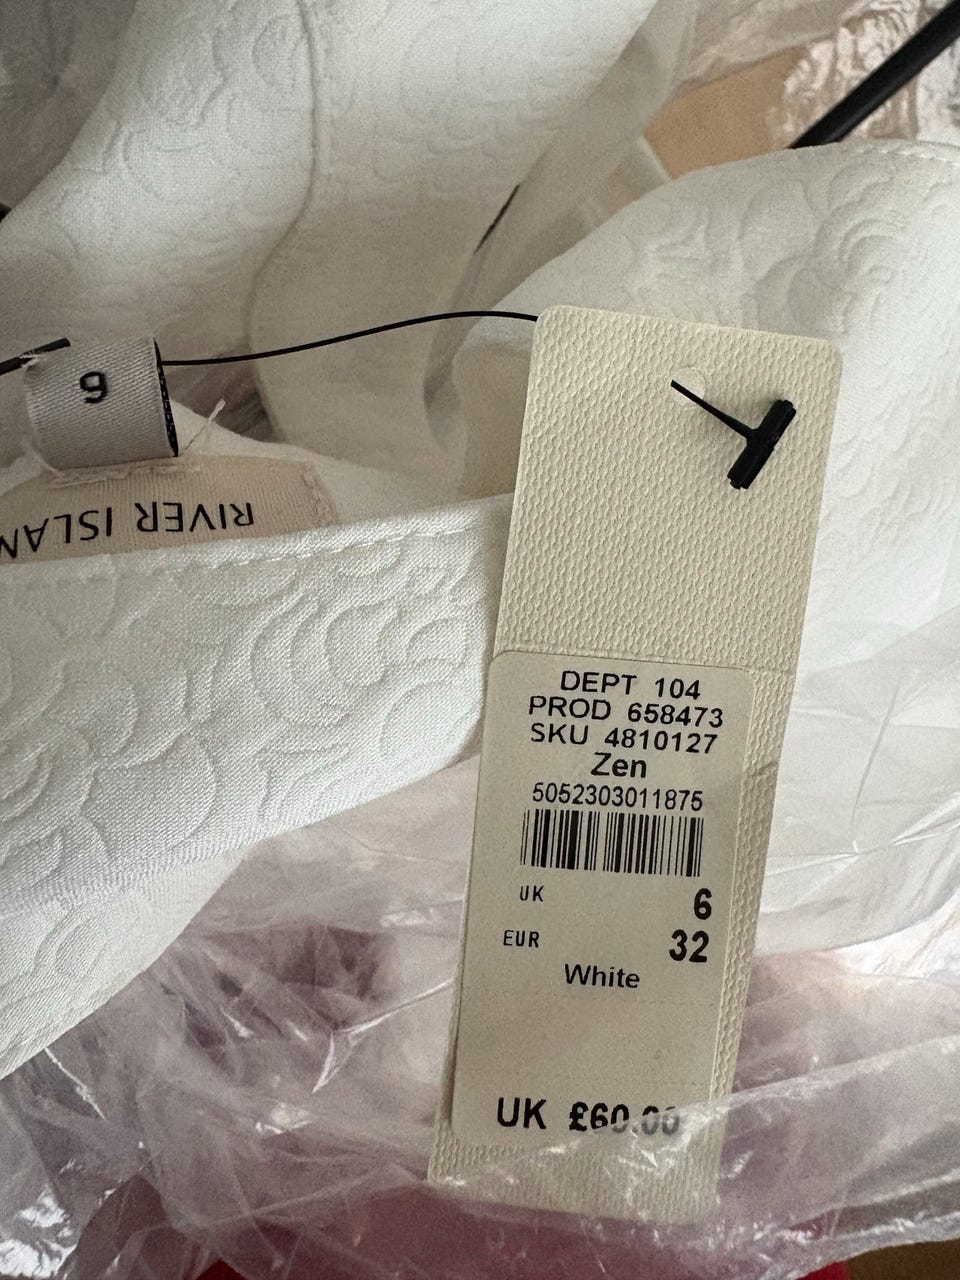 6
RIVER ISLAN
DEPT 104
PROD 658473
SKU 4810127
Zen
5052303011875
UK 6
EUR 32
White
UK £60.00